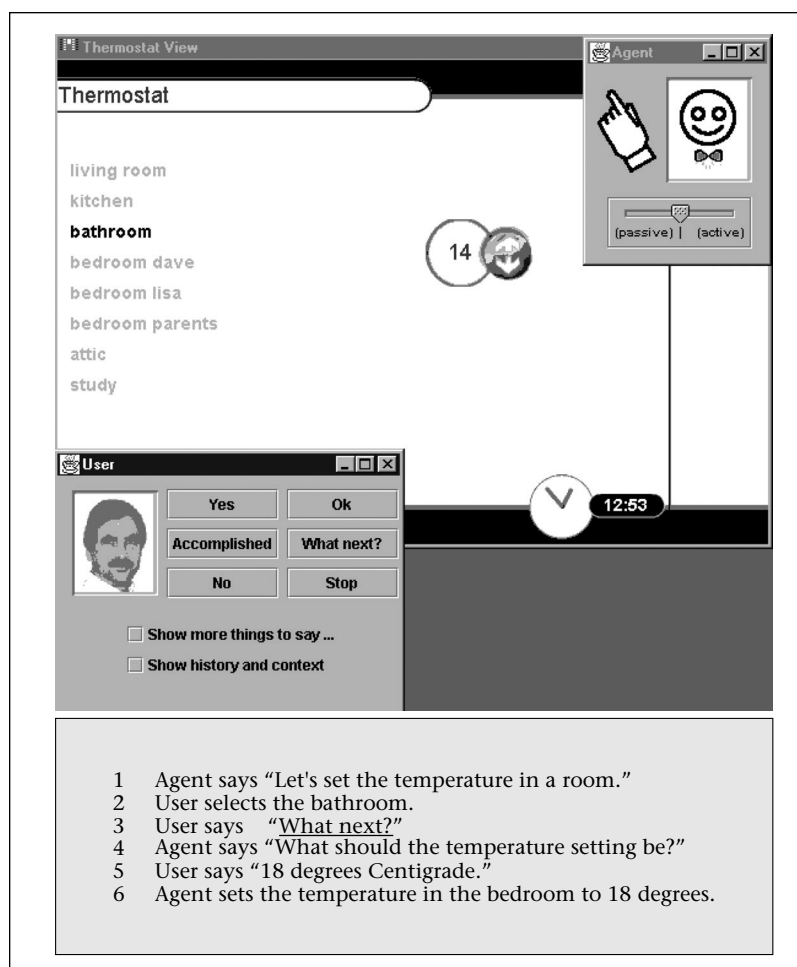 Thermostat View
Agent
Thermostat
living room
kitchen
bathroom
bedroom dave
bedroom lisa
bedroom parents
attic
study
14
(passive) | (active)
12:53
User
Yes
Ok
Accomplished
What next?
No
Stop
Show more things to say ...
Show history and context
1 Agent says “Let's set the temperature in a room.”
2 User selects the bathroom.
3 User says “What next?”
4 Agent says “What should the temperature setting be?”
5 User says “18 degrees Centigrade.”
6 Agent sets the temperature in the bedroom to 18 degrees.